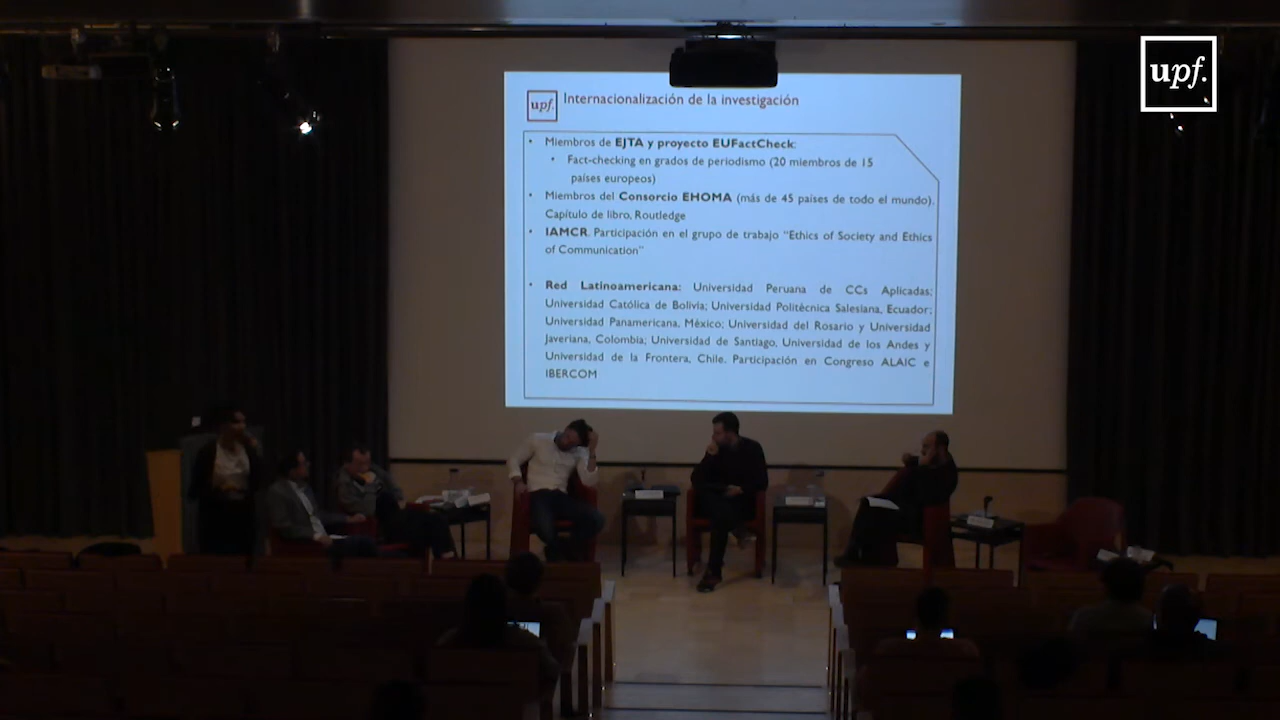 upf.
upf. Internacionalización de la investigación
• Miembros de EJTA y proyecto EUFactCheck:
• Fact-checking en grados de periodismo (20 miembros de 15
países europeos)
• Miembros del Consorcio EHOMA (más de 45 países de todo el mundo).
Capítulo de libro, Routledge
• IAMCR. Participación en el grupo de trabajo “Ethics of Society and Ethics
of Communication”
• Red Latinoamericana: Universidad Peruana de CCs Aplicadas;
Universidad Católica de Bolivia; Universidad Politécnica Salesiana, Ecuador;
Universidad Panamericana, México; Universidad del Rosario y Universidad
Javeriana, Colombia; Universidad de Santiago, Universidad de los Andes y
Universidad de la Frontera, Chile. Participación en Congreso ALAIC e
IBERCOM